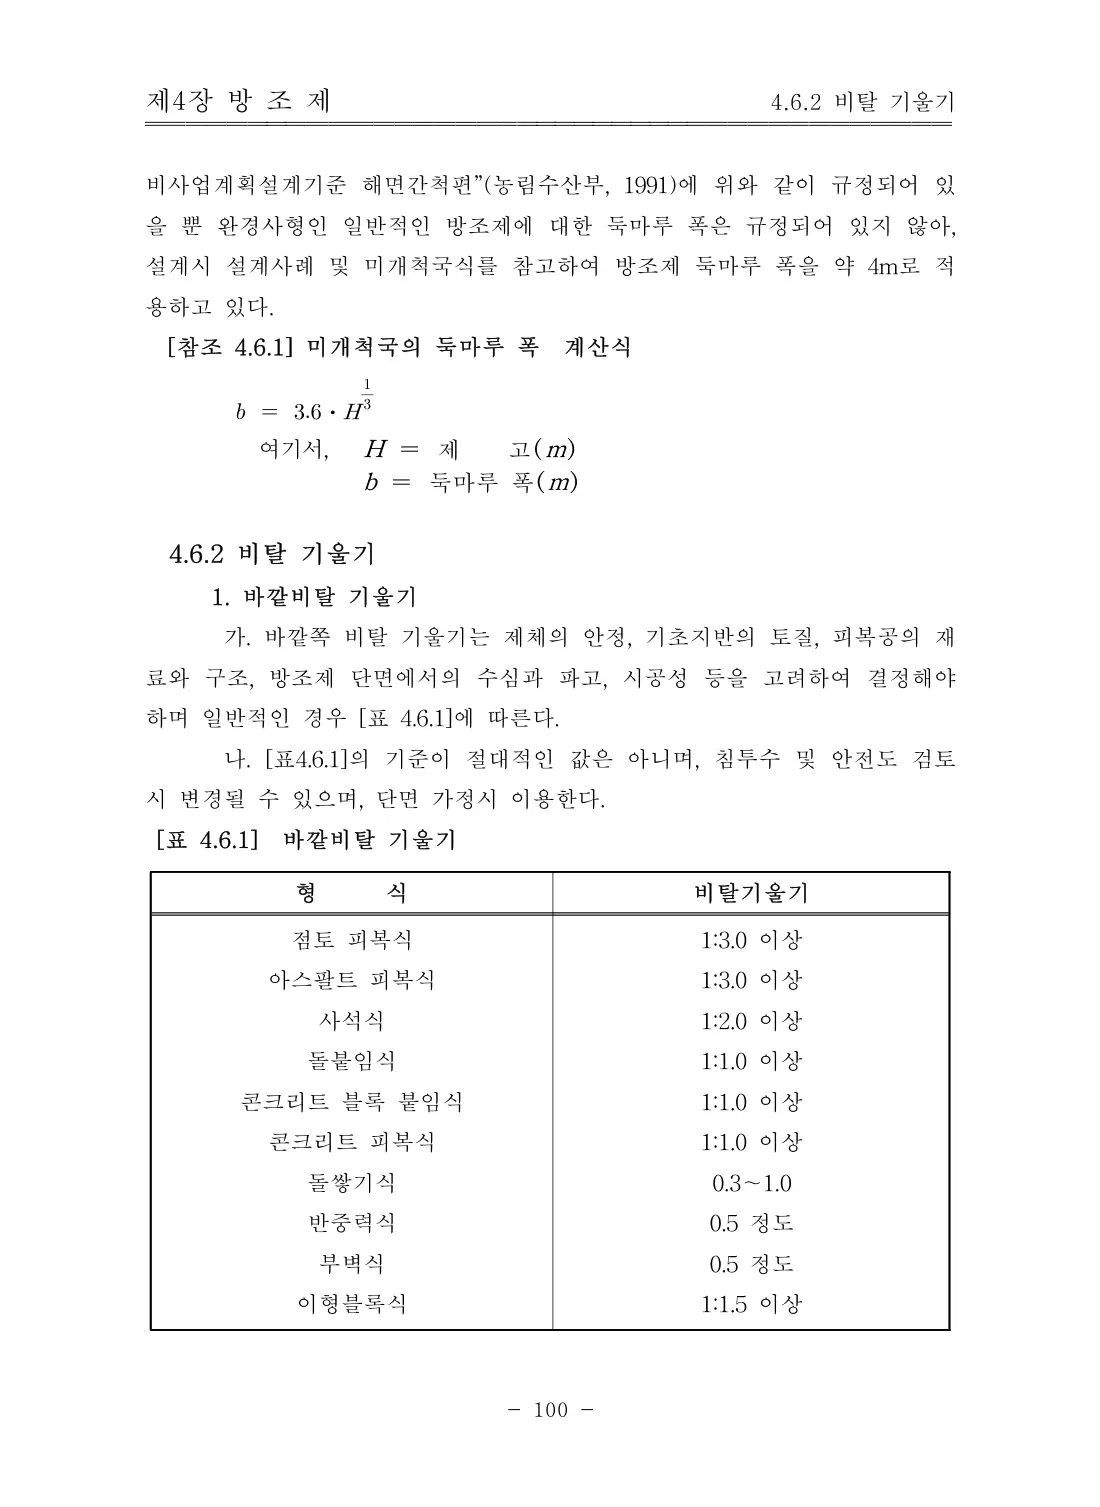 제4장 방 조 제 4.6.2 비탈 기울기
비사업계획설계기준 해면간척편”(농림수산부, 1991)에 위와 같이 규정되어 있
을 뿐 완경사형인 일반적인 방조제에 대한 둑마루 폭은 규정되어 있지 않아,
설계시 설계사례 및 미개척국식를 참고하여 방조제 둑마루 폭을 약 4m로 적
용하고 있다.
[참조 4.6.1] 미개척국의 둑마루 폭 계산식
b = 3.6 · H^{1/3}
여기서, H = 제 고(m)
b = 둑마루 폭(m)
4.6.2 비탈 기울기
1. 바깥비탈 기울기
가. 바깥쪽 비탈 기울기는 제체의 안정, 기초지반의 토질, 피복공의 재
료와 구조, 방조제 단면에서의 수심과 파고, 시공성 등을 고려하여 결정해야
하며 일반적인 경우 [표 4.6.1]에 따른다.
나. [표4.6.1]의 기준이 절대적인 값은 아니며, 침투수 및 안전도 검토
시 변경될 수 있으며, 단면 가정시 이용한다.
[표 4.6.1] 바깥비탈 기울기
형 식 비탈기울기
점토 피복식 1:3.0 이상
아스팔트 피복식 1:3.0 이상
사석식 1:2.0 이상
돌붙임식 1:1.0 이상
콘크리트 블록 붙임식 1:1.0 이상
콘크리트 피복식 1:1.0 이상
돌쌓기식 0.3~1.0
반중력식 0.5 정도
부벽식 0.5 정도
이형블록식 1:1.5 이상
- 100 -